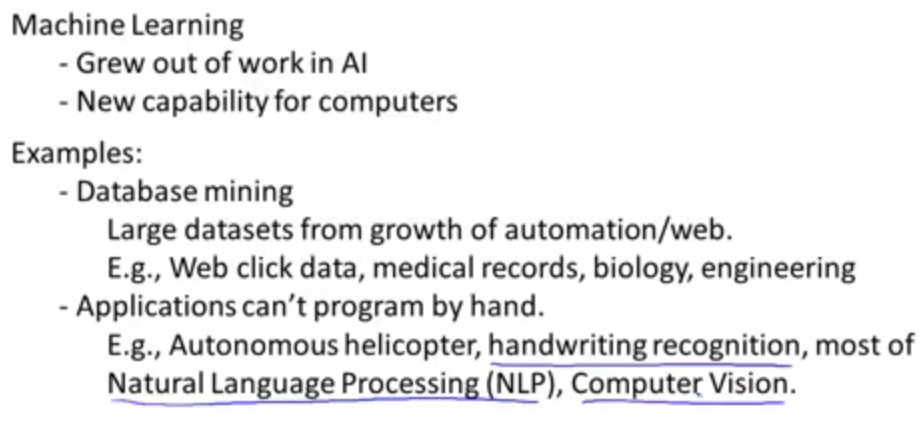 Machine Learning
- Grew out of work in AI
- New capability for computers
Examples:
- Database mining
Large datasets from growth of automation/web.
E.g., Web click data, medical records, biology, engineering
- Applications can’t program by hand.
E.g., Autonomous helicopter, handwriting recognition, most of
Natural Language Processing (NLP), Computer Vision.